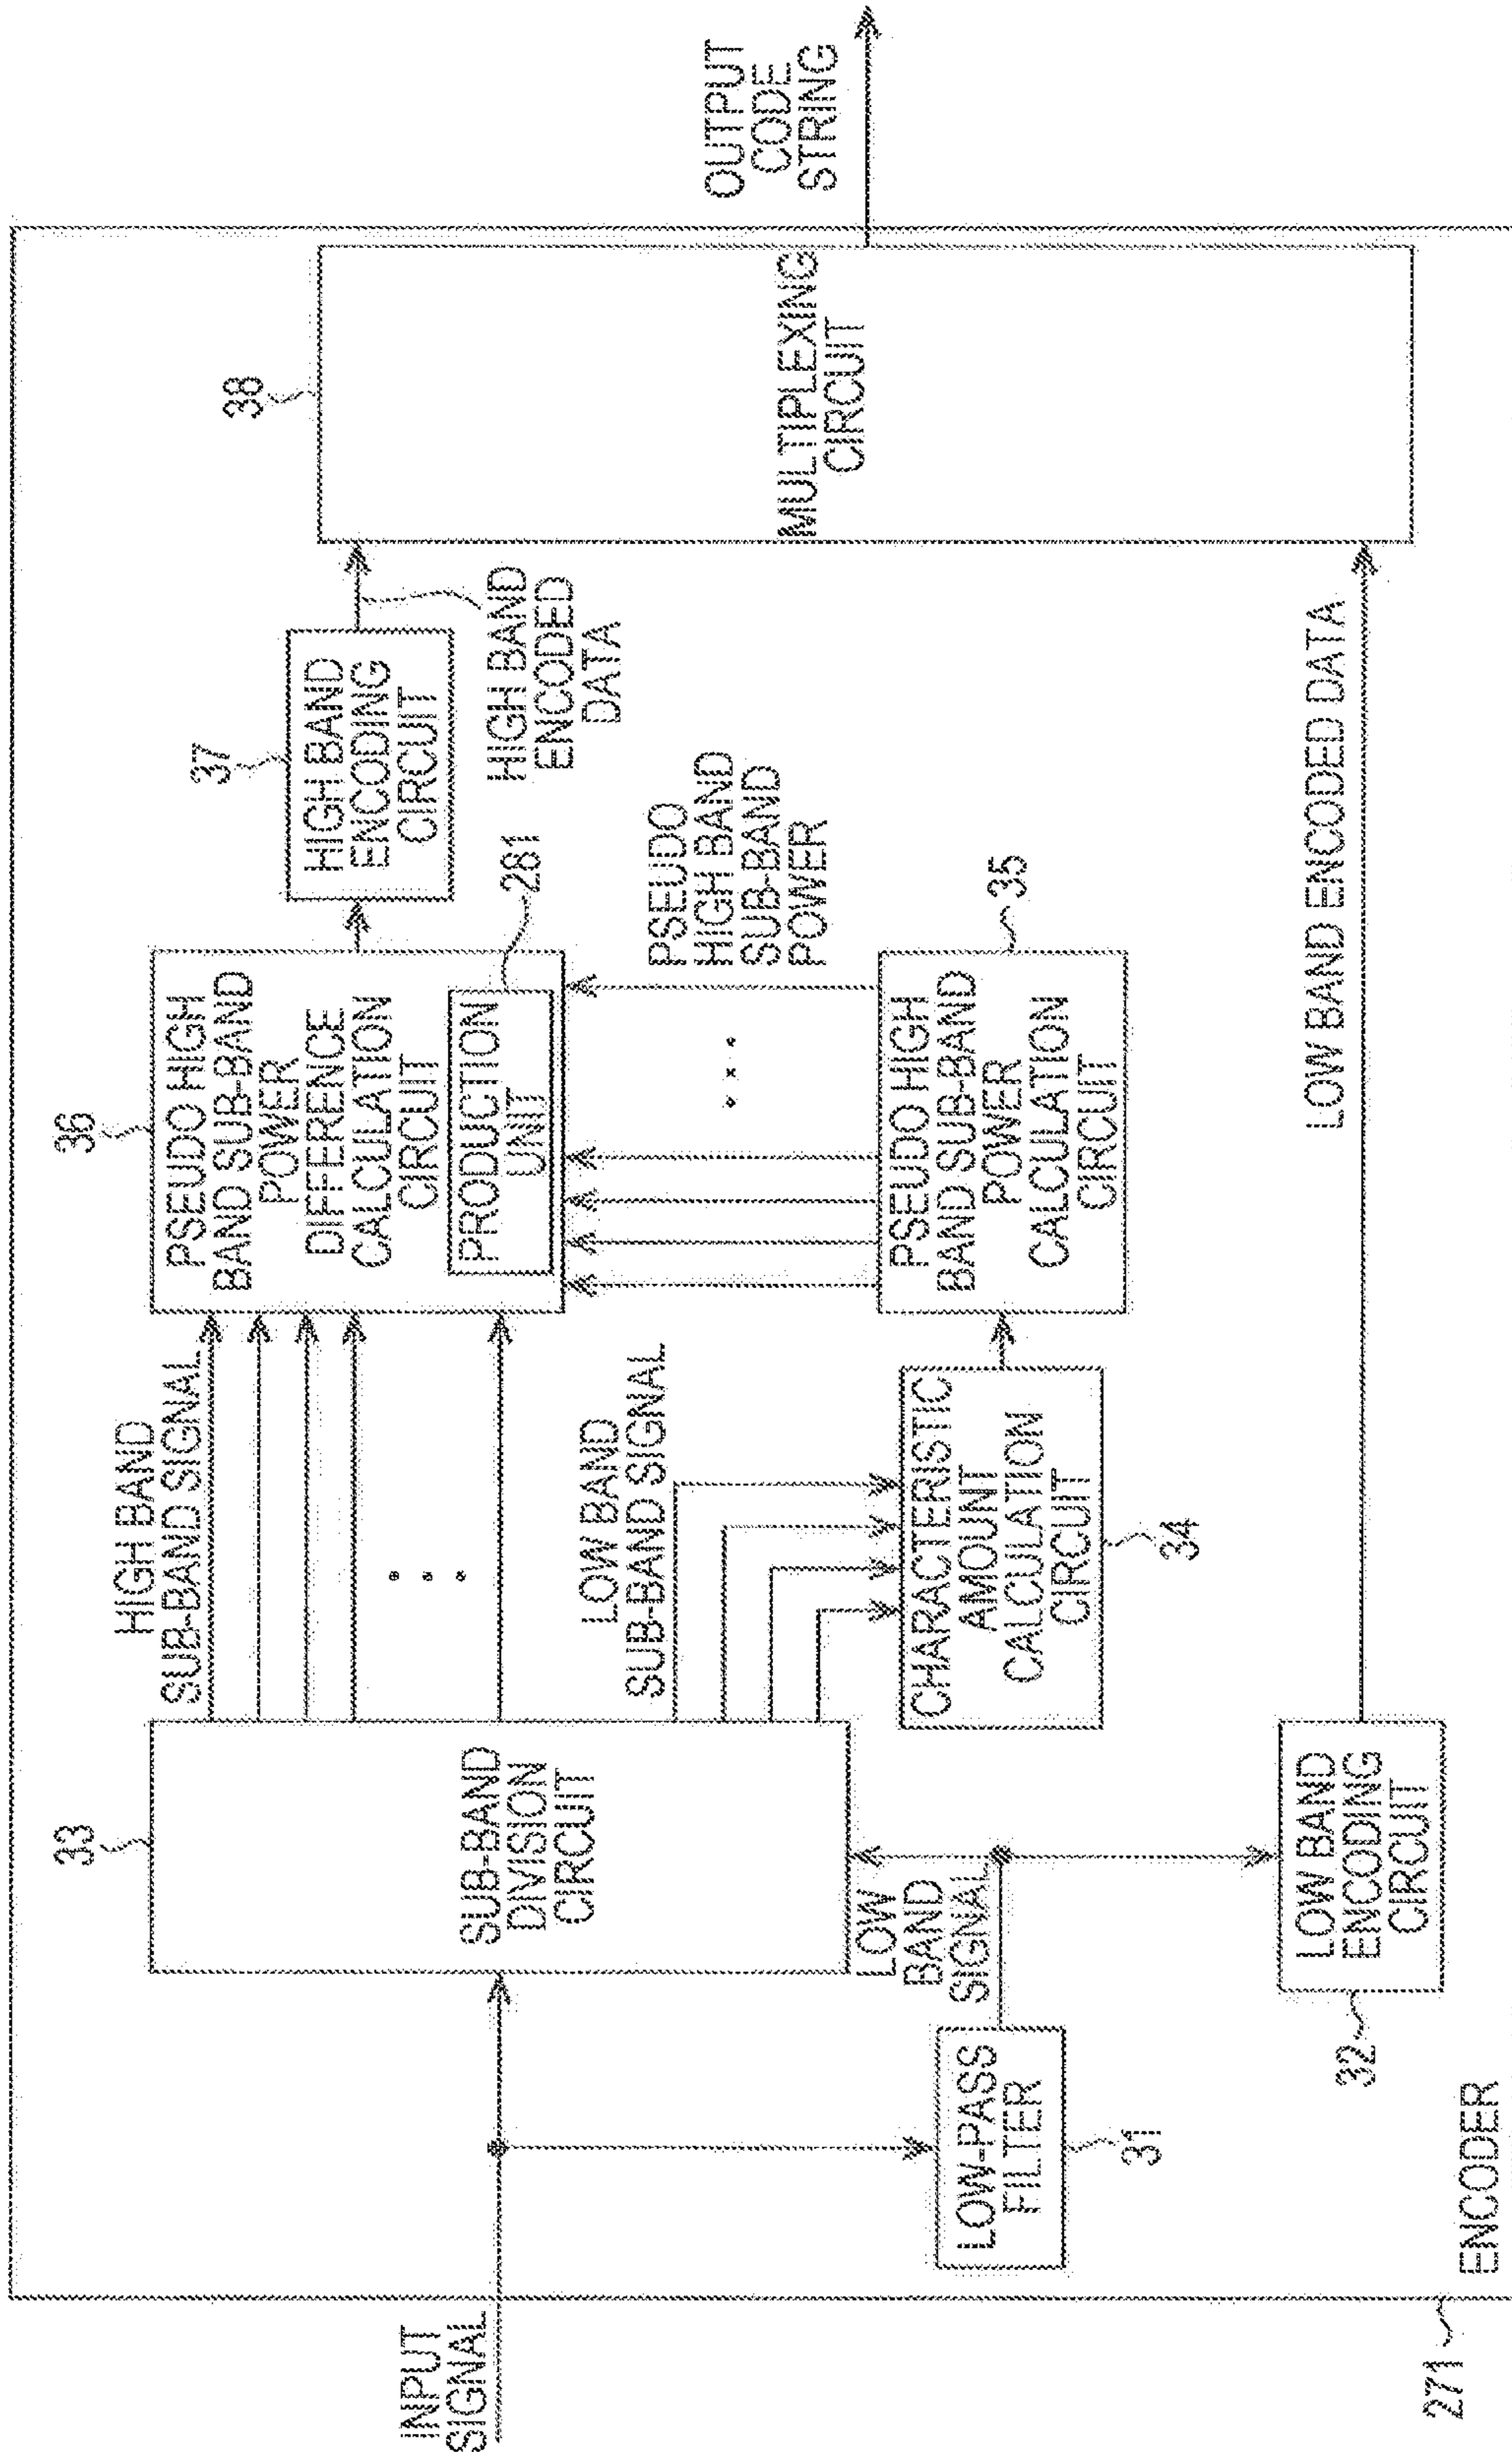 INPUT
SIGNAL
271
ENCODER
LOW-PASS
FILTER
31
LOW
BAND
SIGNAL
33
SUB-BAND
DIVISION
CIRCUIT
32
LOW BAND
ENCODING
CIRCUIT
HIGH BAND
SUB-BAND SIGNAL
LOW BAND
SUB-BAND SIGNAL
CHARACTERISTIC
AMOUNT
CALCULATION
CIRCUIT
34
36
PSEUDO HIGH
BAND SUB-BAND
POWER
DIFFERENCE
CALCULATION
CIRCUIT
PRODUCTION
UNIT
281
PSEUDO
HIGH BAND
SUB-BAND
POWER
35
PSEUDO HIGH
BAND SUB-BAND
POWER
CALCULATION
CIRCUIT
37
HIGH BAND
ENCODING
CIRCUIT
HIGH BAND
ENCODED
DATA
LOW BAND ENCODED DATA
38
MULTIPLEXING
CIRCUIT
OUTPUT
CODE
STRING